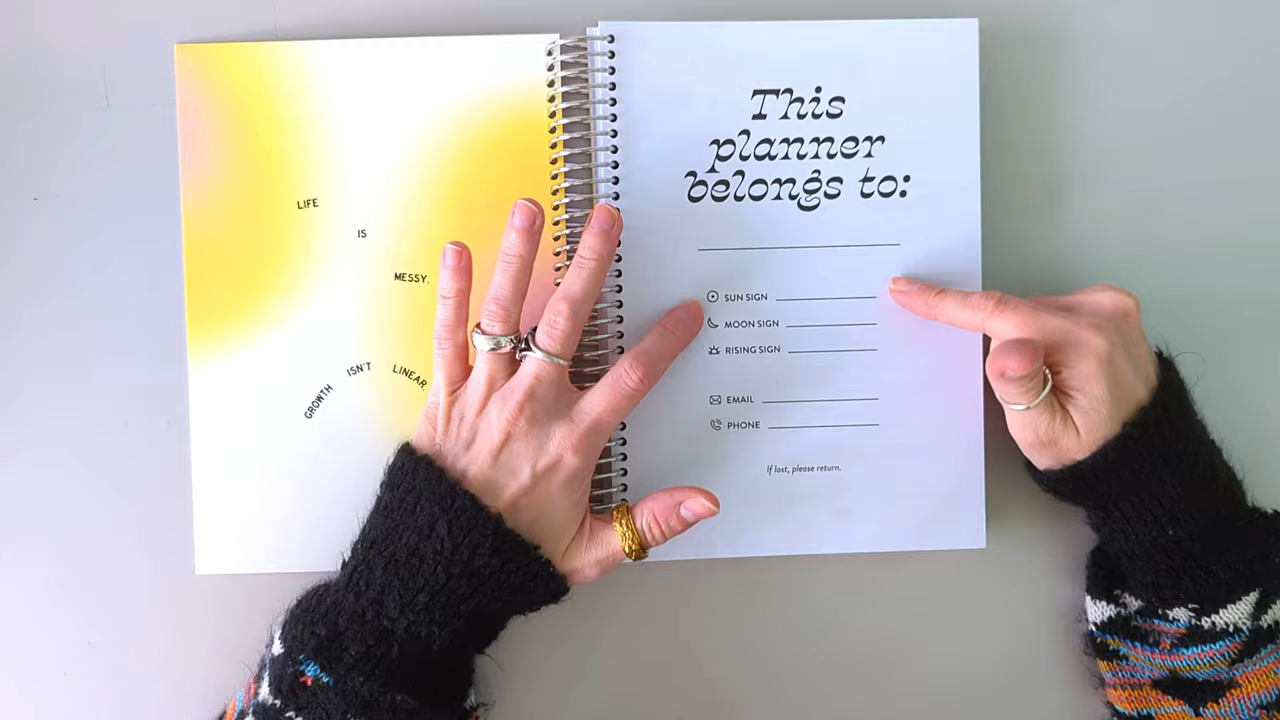 LIFE
IS
MESSY.
GROWTH ISN'T LINEAR.
This
planner
belongs to:
SUN SIGN
MOON SIGN
RISING SIGN
EMAIL
PHONE
If lost, please return.